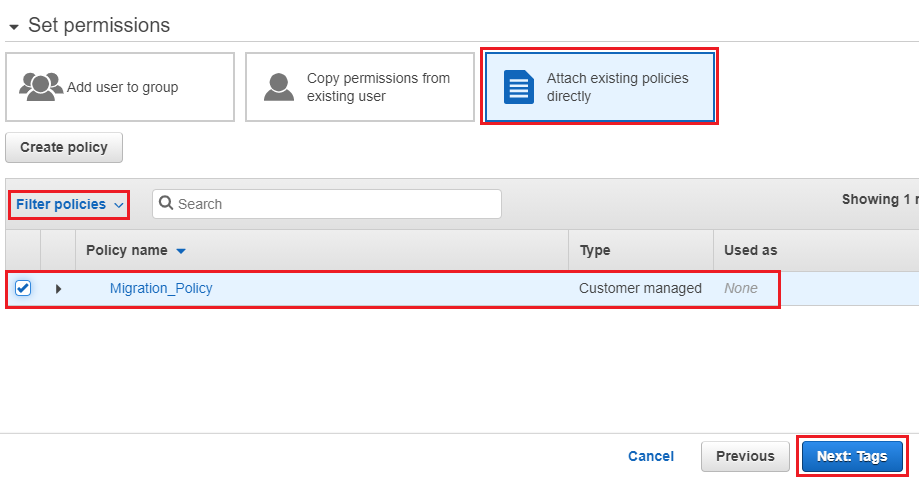 Set permissions
Add user to group
Copy permissions from
existing user
Attach existing policies
directly
Create policy
Filter policies
Search
Showing 1 r
Policy name
Type
Used as
Migration_Policy
Customer managed
None
Cancel
Previous
Next: Tags